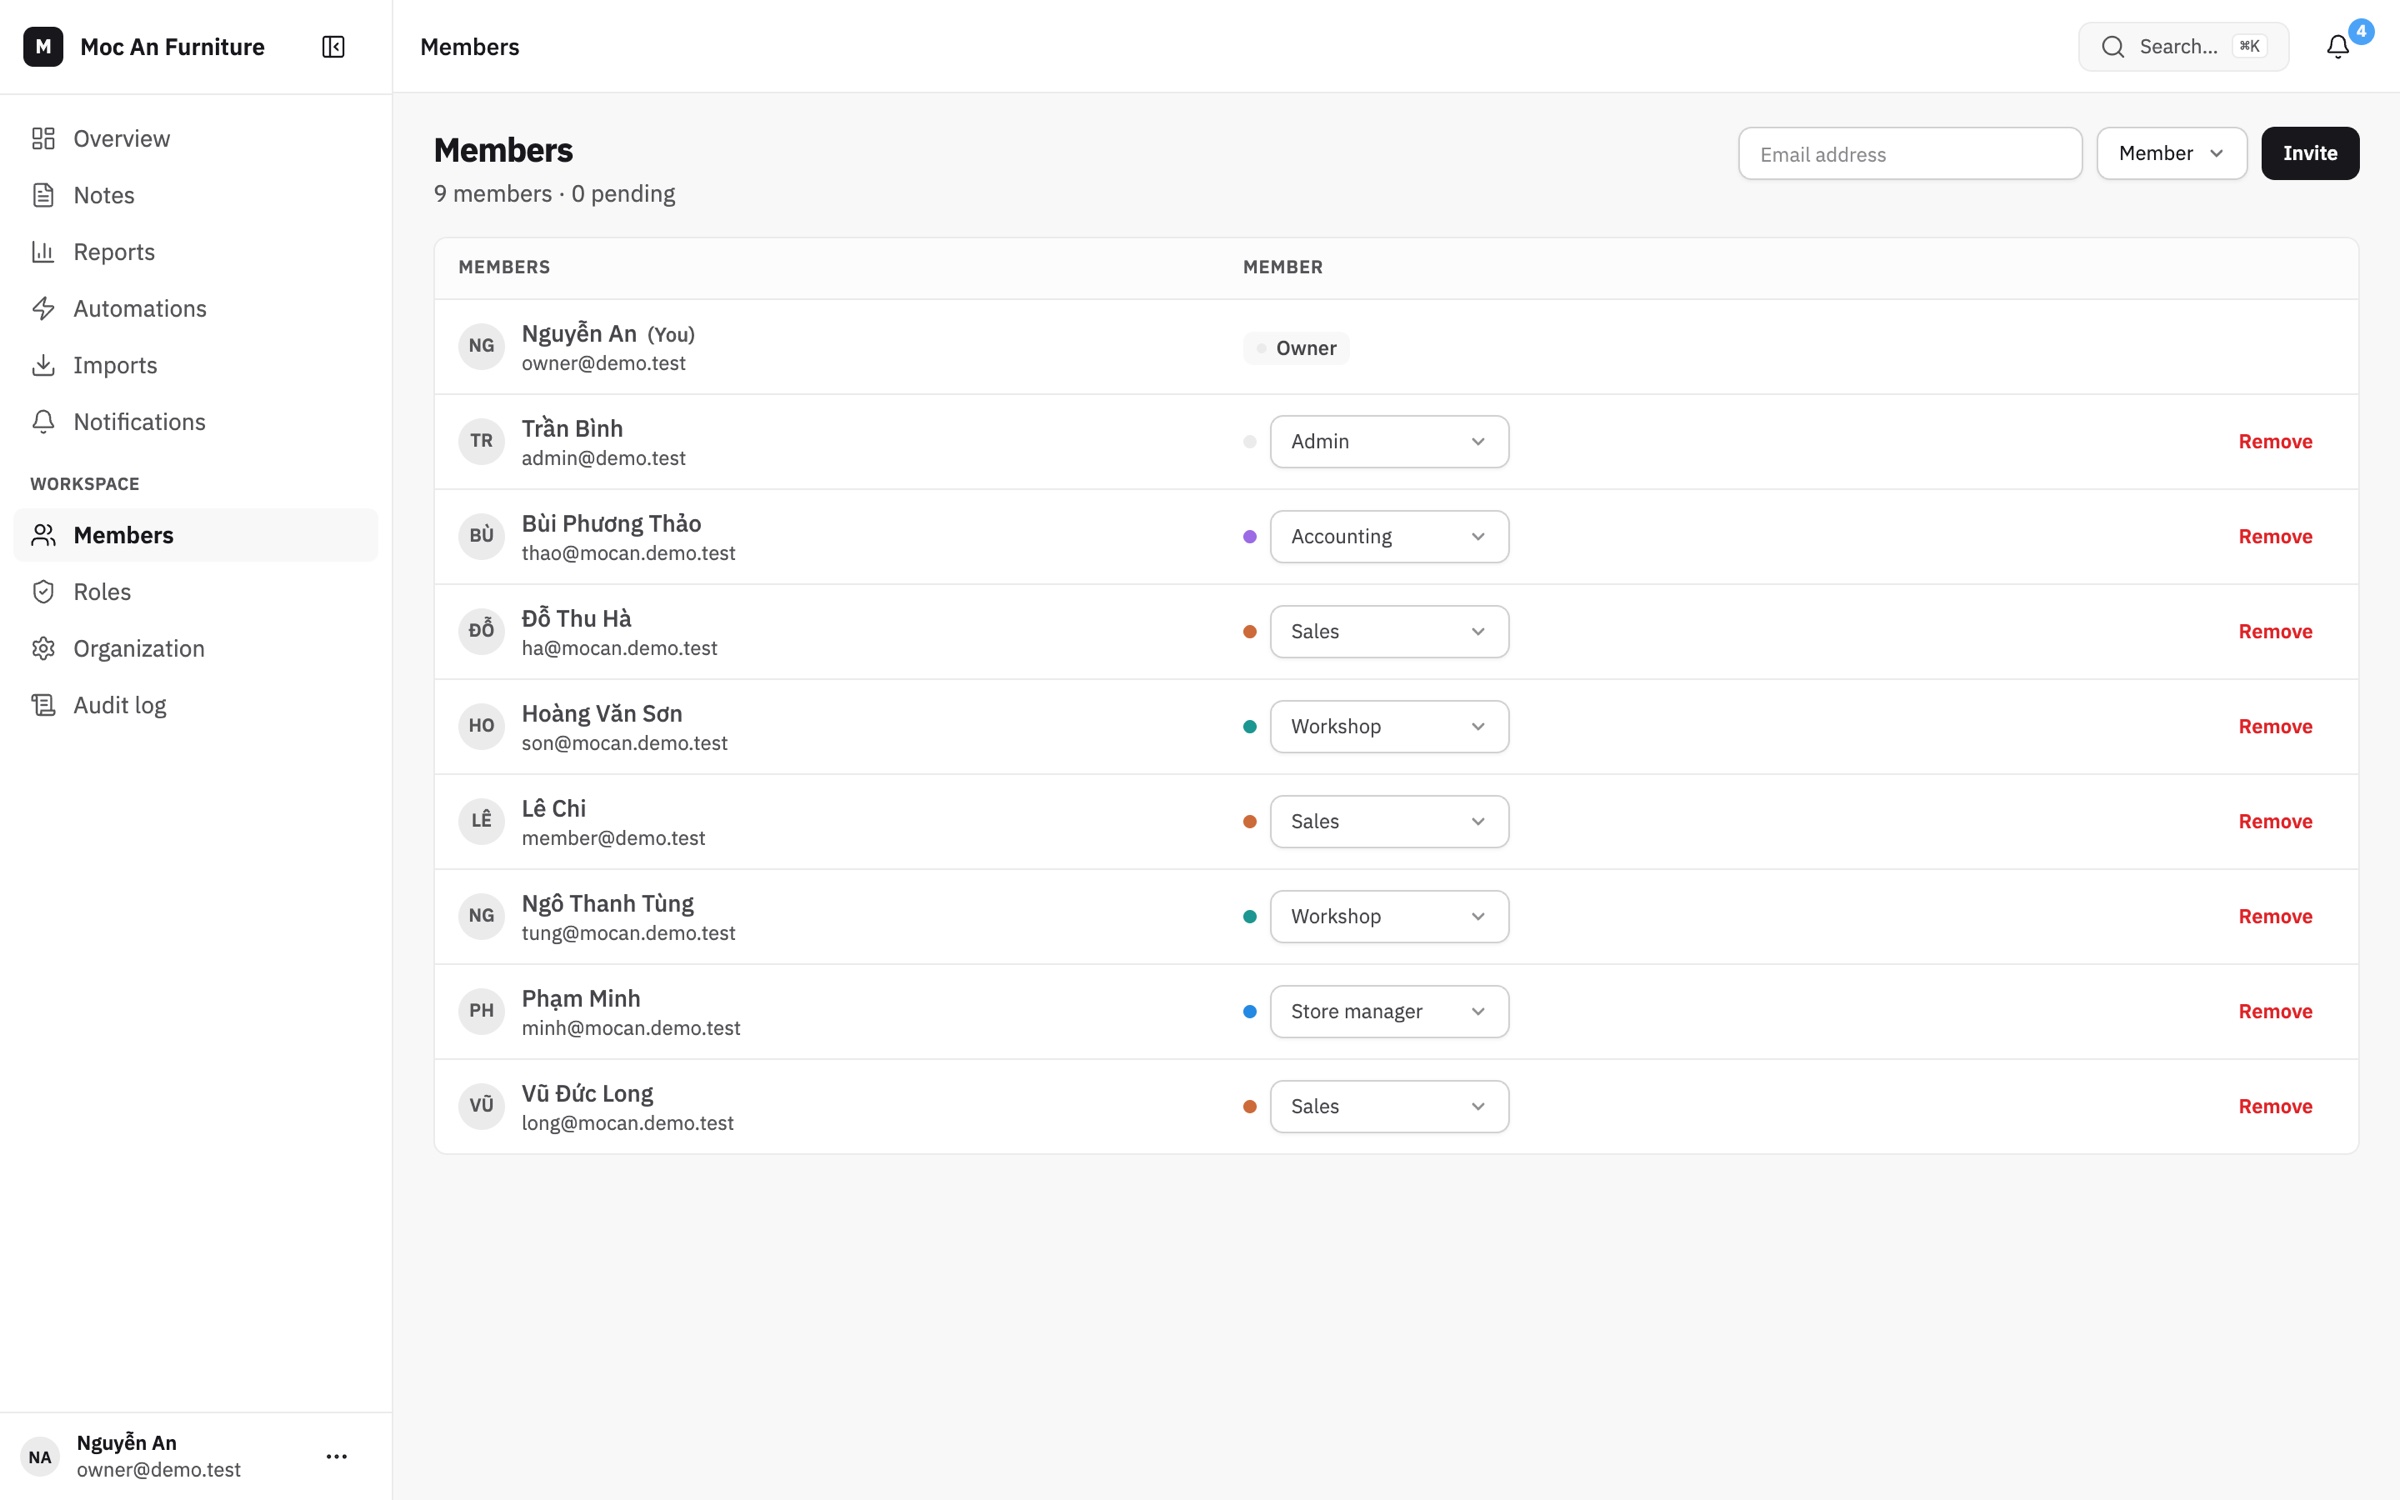 M Moc An Furniture
Members
Search... ⌘K
4
Overview
Notes
Reports
Automations
Imports
Notifications
WORKSPACE
Members
Roles
Organization
Audit log
Members
9 members · 0 pending
Email address
Member
Invite
MEMBERS MEMBER
NG Nguyễn An (You)
owner@demo.test
Owner
TR Trần Bình
admin@demo.test
Admin
Remove
BÙ Bùi Phương Thảo
thao@mocan.demo.test
Accounting
Remove
ĐỖ Đỗ Thu Hà
ha@mocan.demo.test
Sales
Remove
HO Hoàng Văn Sơn
son@mocan.demo.test
Workshop
Remove
LÊ Lê Chi
member@demo.test
Sales
Remove
NG Ngô Thanh Tùng
tung@mocan.demo.test
Workshop
Remove
PH Phạm Minh
minh@mocan.demo.test
Store manager
Remove
VŨ Vũ Đức Long
long@mocan.demo.test
Sales
Remove
NA Nguyễn An
owner@demo.test